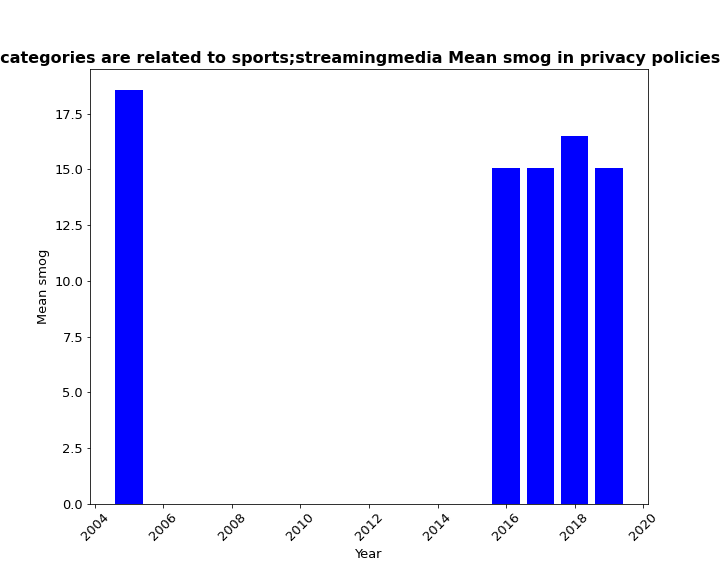 categories are related to sports;streamingmedia Mean smog in privacy policies
17.5
15.0
12.5
10.0
7.5
5.0
2.5
0.0
Mean smog
2004 2006 2008 2010 2012 2014 2016 2018 2020
Year